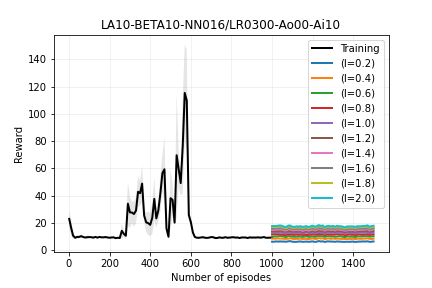 LA10-BETA10-NN016/LR0300-Ao00-Ai10
Reward
140
120
100
80
60
40
20
0
Training
(l=0.2)
(l=0.4)
(l=0.6)
(l=0.8)
(l=1.0)
(l=1.2)
(l=1.4)
(l=1.6)
(l=1.8)
(l=2.0)
0 200 400 600 800 1000 1200 1400
Number of episodes